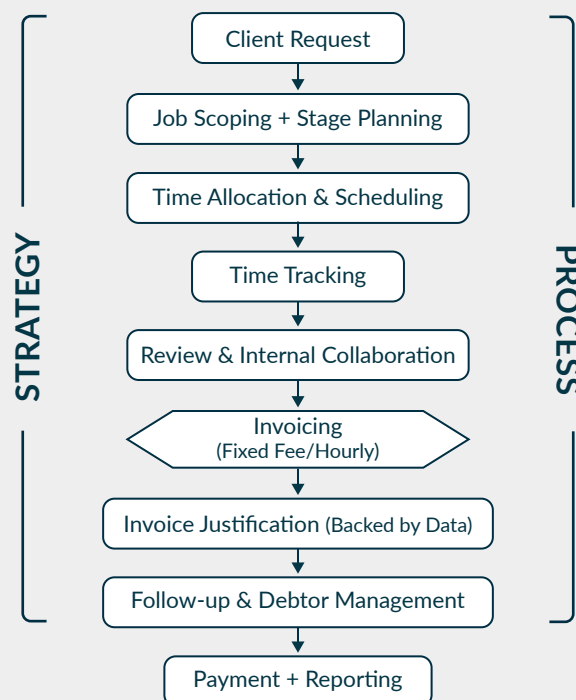 Client Request
Job Scoping + Stage Planning
Time Allocation & Scheduling
Time Tracking
Review & Internal Collaboration
Invoicing
(Fixed Fee/Hourly)
Invoice Justification (Backed by Data)
Follow-up & Debtor Management
Payment + Reporting
STRATEGY
PROCESS